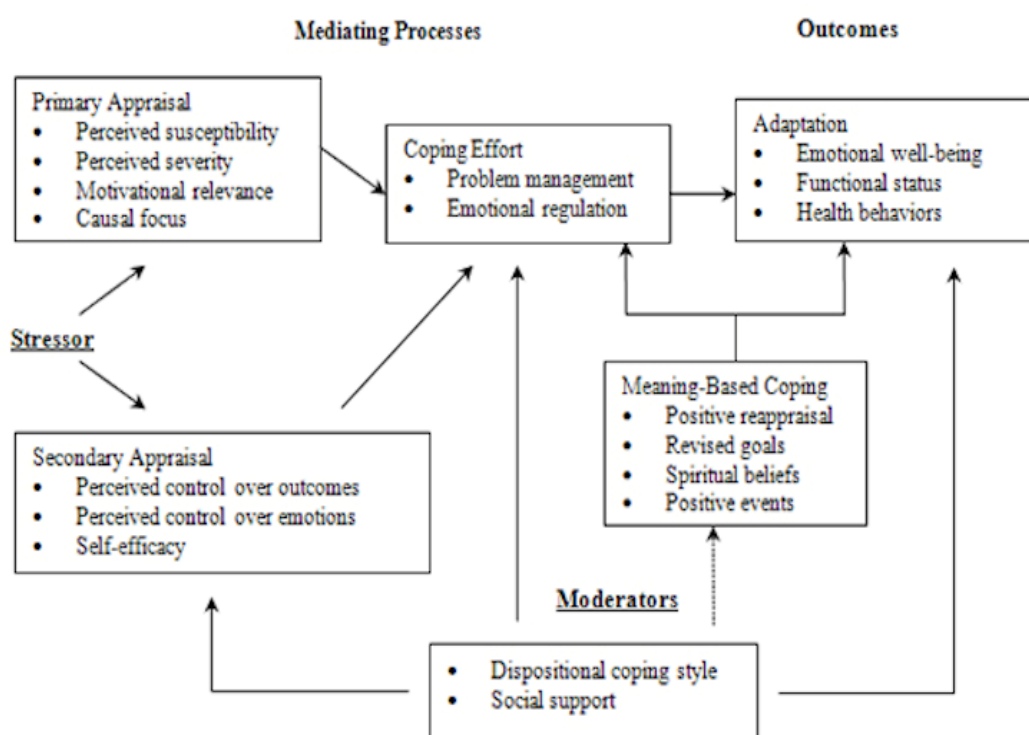 Mediating Processes
Outcomes
Primary Appraisal
• Perceived susceptibility
• Perceived severity
• Motivational relevance
• Causal focus
Coping Effort
• Problem management
• Emotional regulation
Adaptation
• Emotional well-being
• Functional status
• Health behaviors
Stressor
Meaning-Based Coping
• Positive reappraisal
• Revised goals
• Spiritual beliefs
• Positive events
Secondary Appraisal
• Perceived control over outcomes
• Perceived control over emotions
• Self-efficacy
Moderators
• Dispositional coping style
• Social support